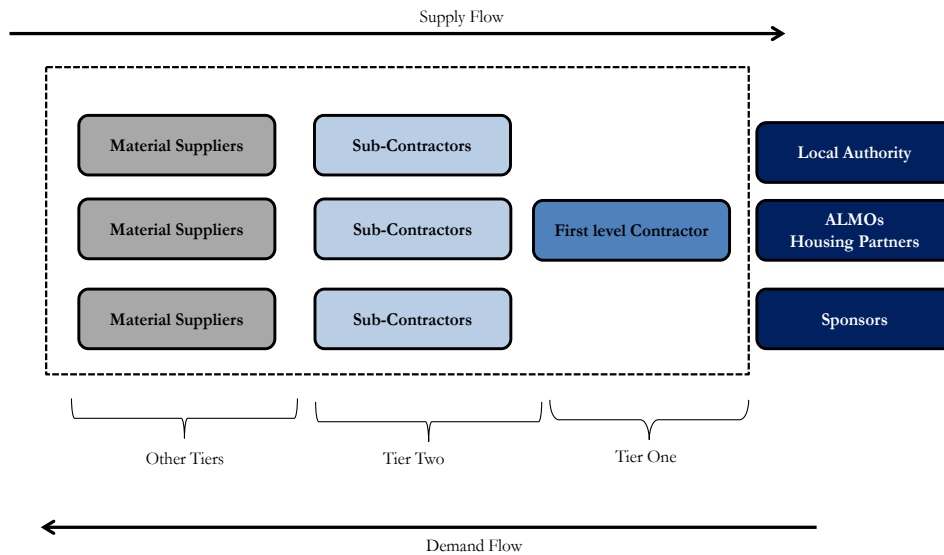 Supply Flow
Material Suppliers
Sub-Contractors
Local Authority
Material Suppliers
Sub-Contractors
First level Contractor
ALMOs
Housing Partners
Material Suppliers
Sub-Contractors
Sponsors
Other Tiers
Tier Two
Tier One
Demand Flow